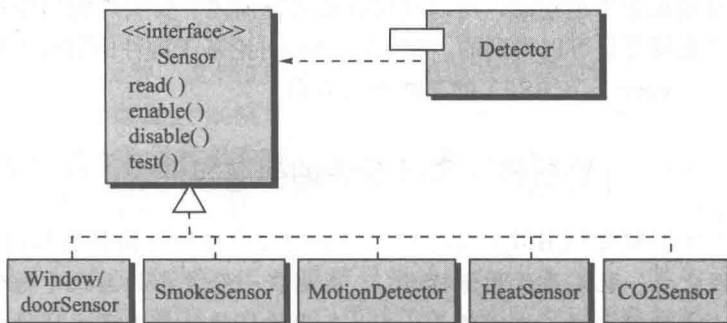 <<interface>>
Sensor
read( )
enable( )
disable( )
test( )
Detector
Window/
doorSensor
SmokeSensor
MotionDetector
HeatSensor
CO2Sensor